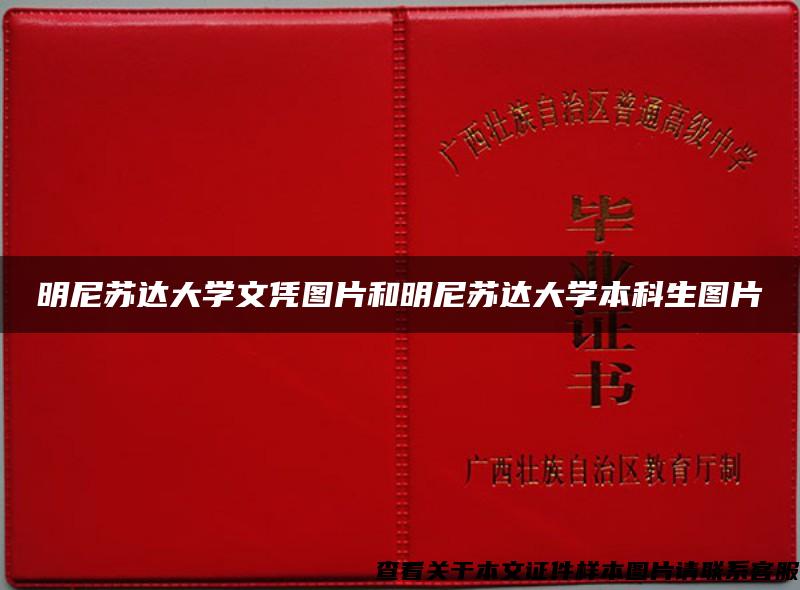 广西壮族自治区普通高级中学
毕业证书
明尼苏达大学文凭图片和明尼苏达大学本科生图片
广西壮族自治区教育厅制
查看关于本文证件样本图片请联系客服